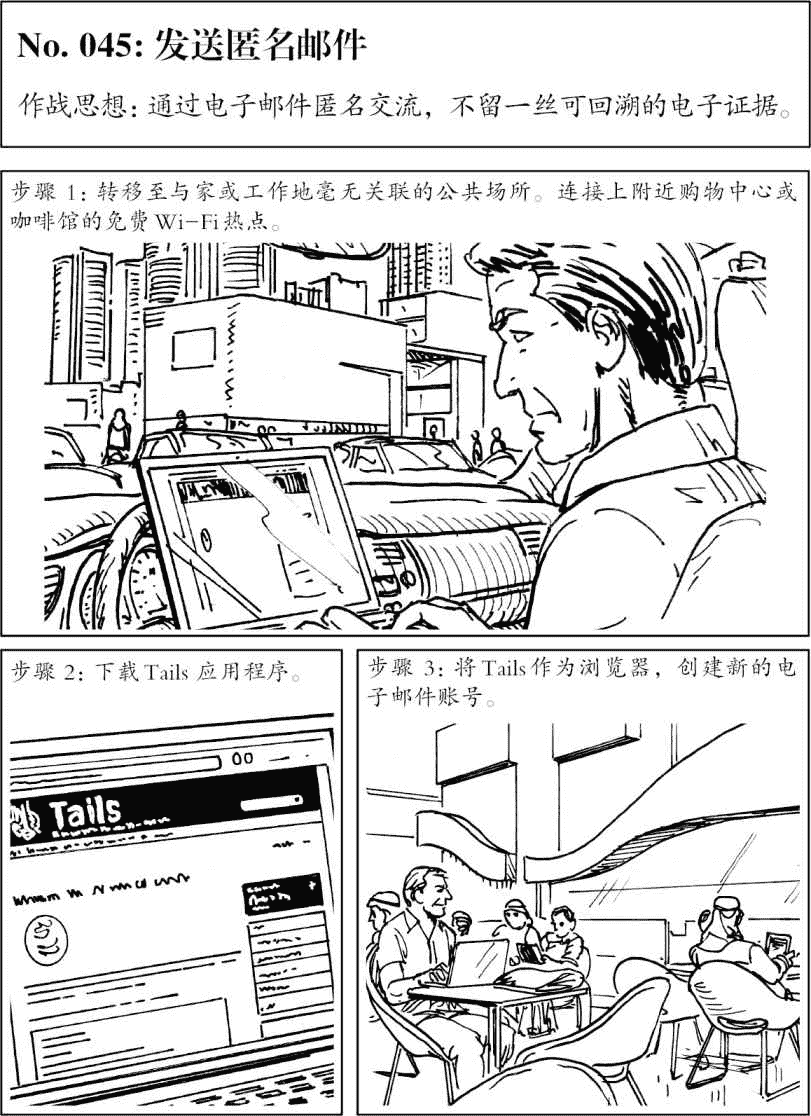 No. 045: 发送匿名邮件
作战思想: 通过电子邮件匿名交流，不留一丝可回溯的电子证据。
步骤 1: 转移至与家或工作地毫无关联的公共场所。连接上附近购物中心或
咖啡馆的免费 Wi-Fi 热点。
步骤 2: 下载 Tails 应用程序。
Tails
步骤 3: 将 Tails 作为浏览器，创建新的电
子邮件账号。